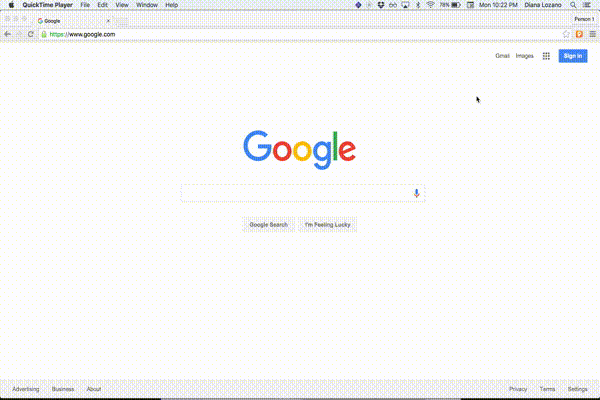 QuickTime Player File Edit View Window Help 78% Mon 10:22 PM Diana Lozano
Google Person 1
https://www.google.com
Gmail Images Sign in
Google
Google Search I'm Feeling Lucky
Advertising Business About Privacy Terms Settings